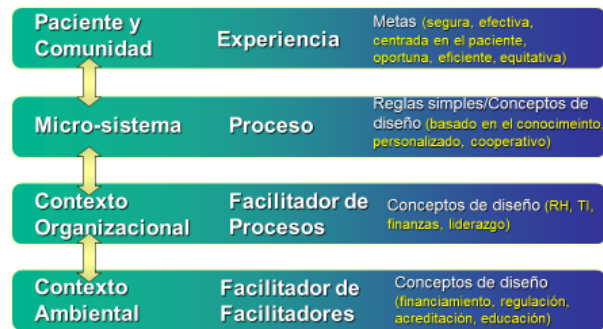 Paciente y
Comunidad
Experiencia
Metas (segura, efectiva,
centrada en el paciente,
oportuna, eficiente, equitativa)
Micro-sistema
Proceso
Reglas simples/Conceptos de
diseño (basado en el conocimeinto,
personalizado, cooperativo)
Contexto
Organizacional
Facilitador de
Procesos
Conceptos de diseño (RH, TI,
finanzas, liderazgo)
Contexto
Ambiental
Facilitador de
Facilitadores
Conceptos de diseño
(financiamiento, regulación,
acreditación, educación)